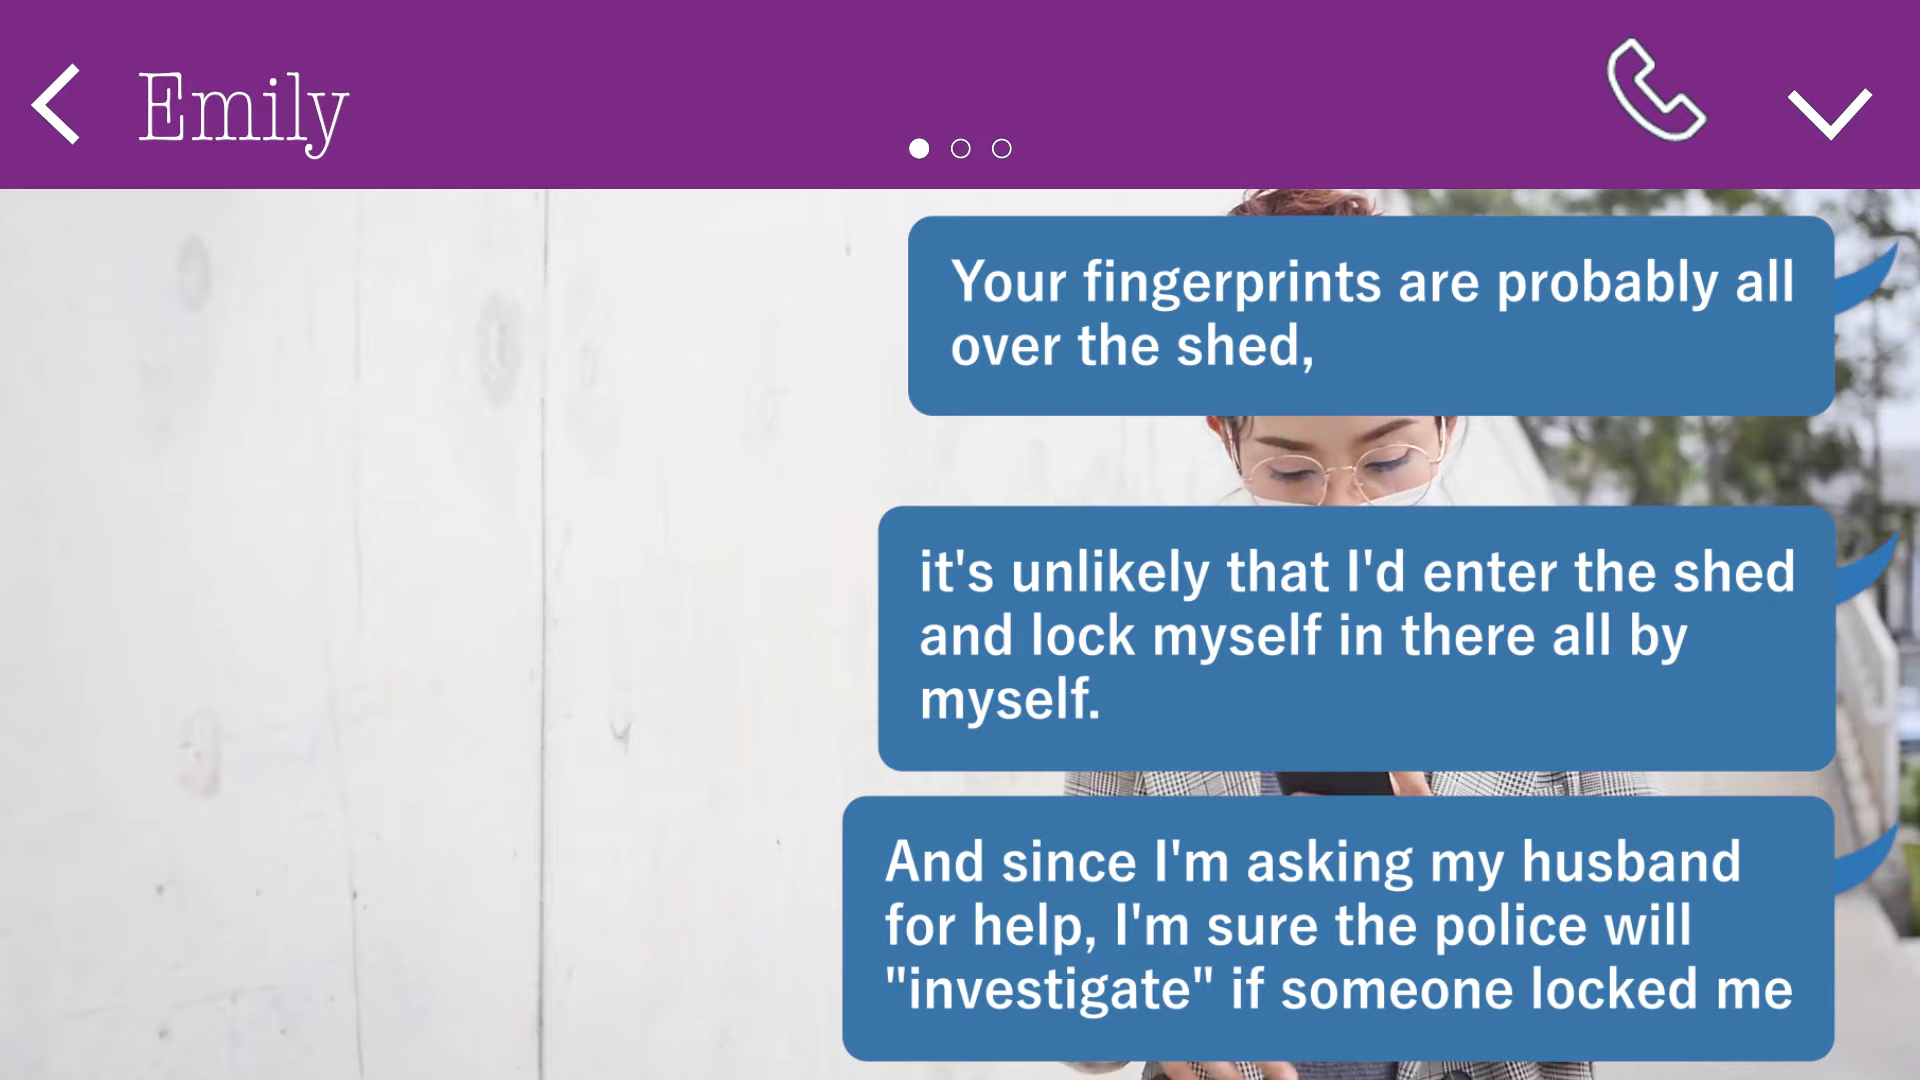 Emily
Your fingerprints are probably all
over the shed,
it's unlikely that I'd enter the shed
and lock myself in there all by
myself.
And since I'm asking my husband
for help, I'm sure the police will
"investigate" if someone locked me